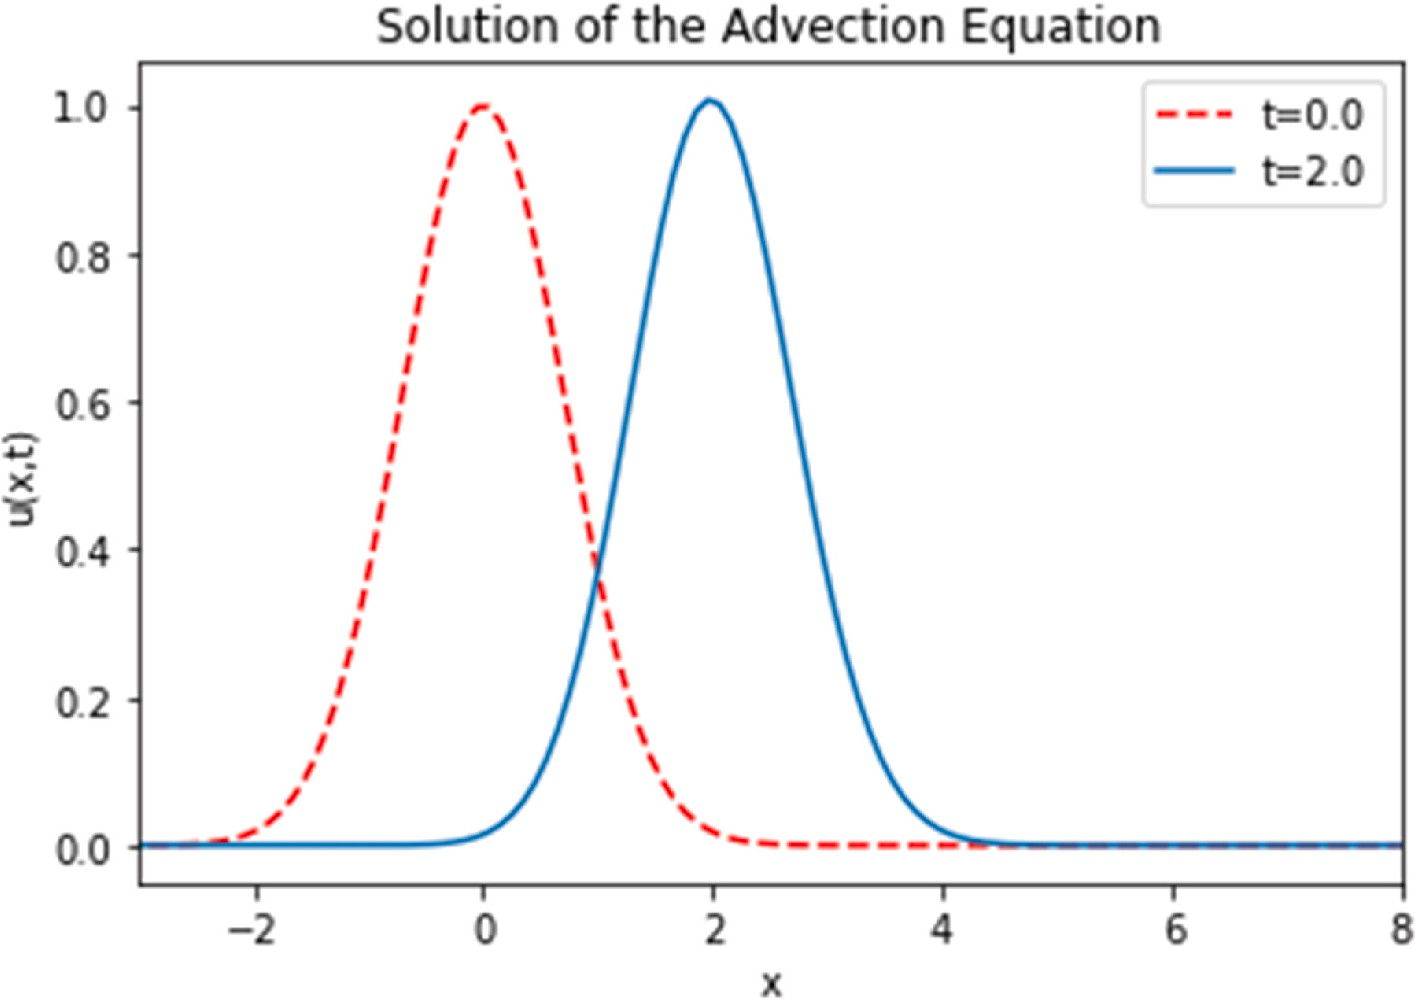 Solution of the Advection Equation
t=0.0
t=2.0
1.0
0.8
0.6
0.4
0.2
0.0
u(x,t)
−2 0 2 4 6 8
x